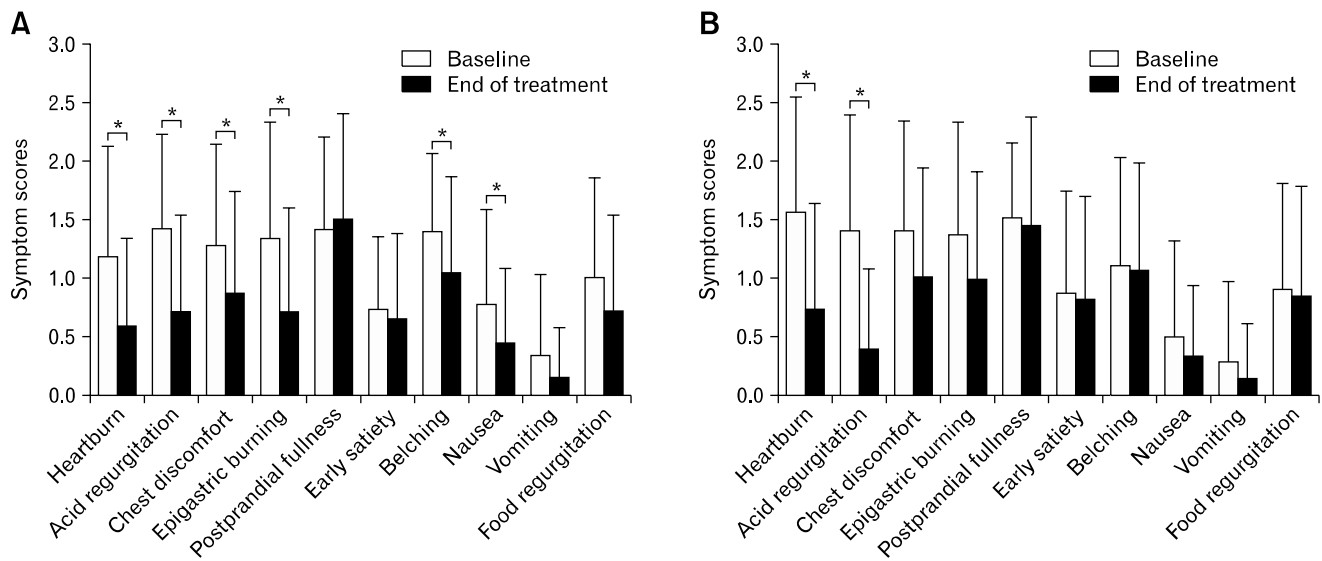 A
3.0
2.5
2.0
1.5
1.0
0.5
0.0
Symptom scores
Baseline
End of treatment
*
*
*
*
*
*
Heartburn
Acid regurgitation
Chest discomfort
Epigastric burning
Postprandial fullness
Early satiety
Belching
Nausea
Vomiting
Food regurgitation
B
3.0
2.5
2.0
1.5
1.0
0.5
0.0
Symptom scores
Baseline
End of treatment
*
*
Heartburn
Acid regurgitation
Chest discomfort
Epigastric burning
Postprandial fullness
Early satiety
Belching
Nausea
Vomiting
Food regurgitation